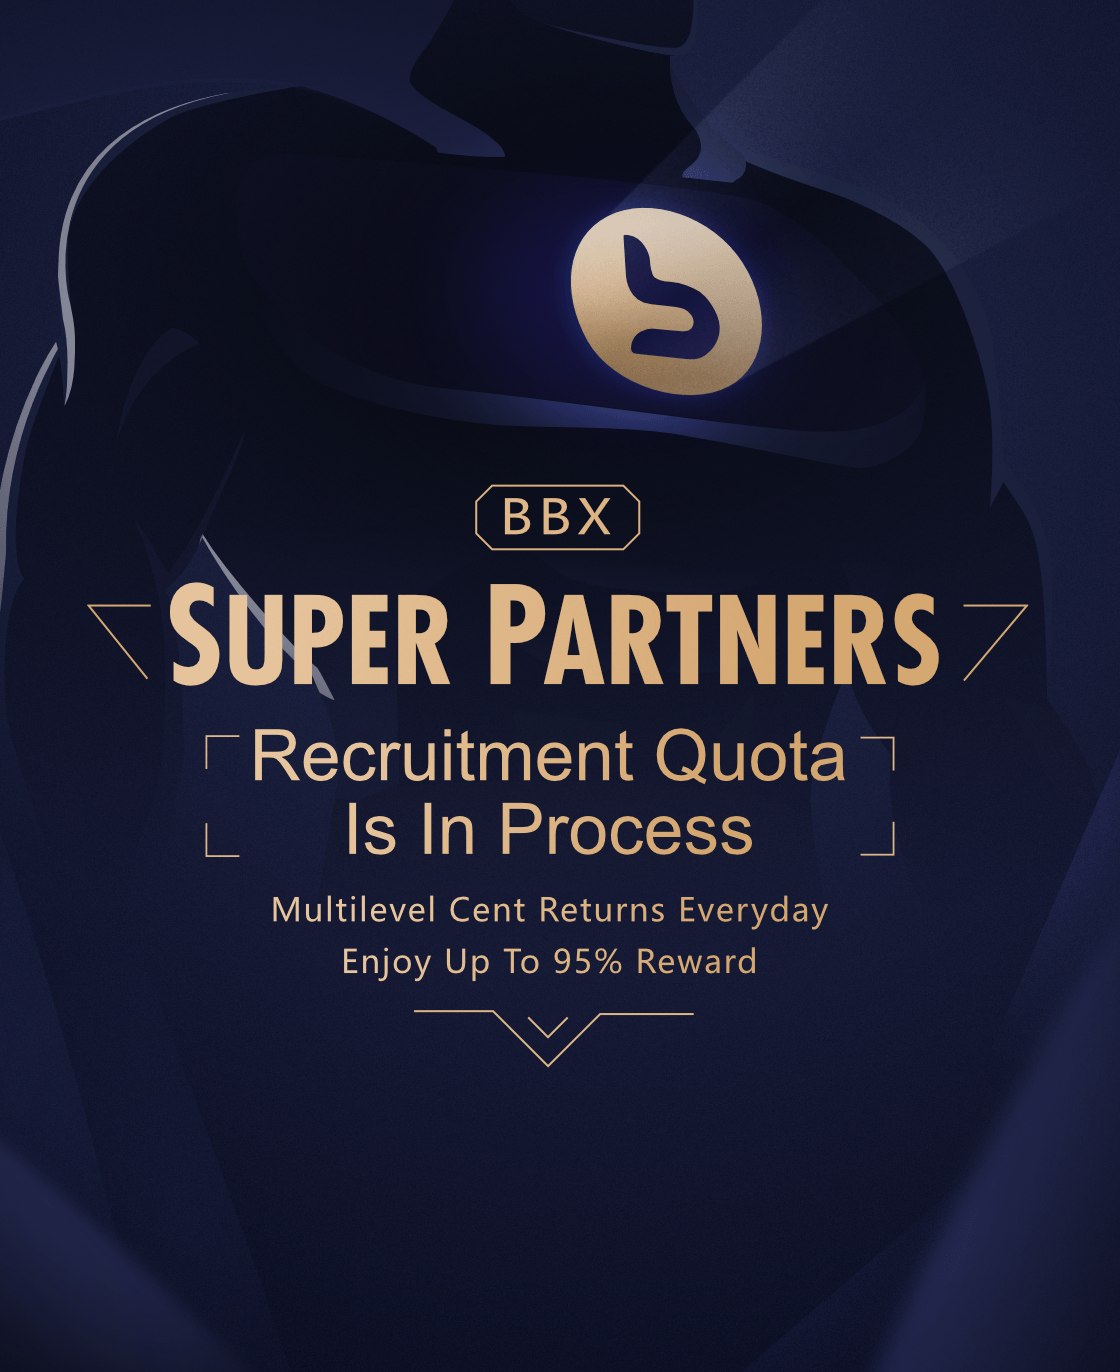 BBX
SUPER PARTNERS
Recruitment Quota
Is In Process
Multilevel Cent Returns Everyday
Enjoy Up To 95% Reward